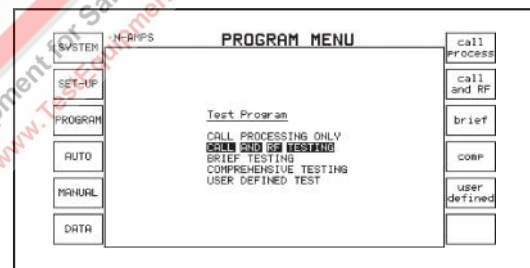 N-AMPS
PROGRAM MENU
SYSTEM
SET-UP
PROGRAM
AUTO
MANUAL
DATA
Test Program
CALL PROCESSING ONLY
CALL AND RF TESTING
BRIEF TESTING
COMPREHENSIVE TESTING
USER DEFINED TEST
call
process
call
and RF
brief
comp
user
defined